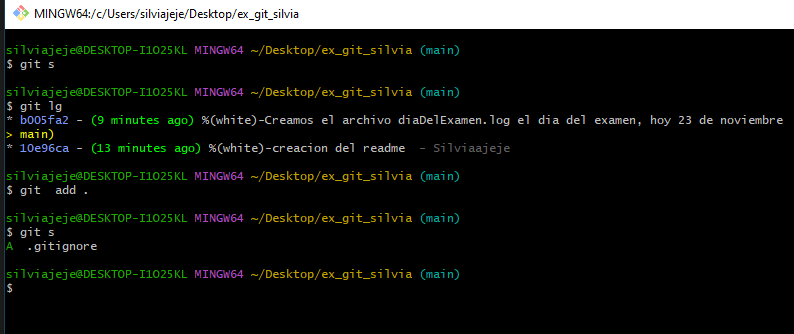 MINGW64:/c/Users/silviajeje/Desktop/ex_git_silvia
silviajeje@DESKTOP-I1O25KL MINGW64 ~/Desktop/ex_git_silvia (main)
$ git s
silviajeje@DESKTOP-I1O25KL MINGW64 ~/Desktop/ex_git_silvia (main)
$ git lg
* b005fa2 - (9 minutes ago) %(white)-Creamos el archivo diaDelExamen.log el dia del examen, hoy 23 de noviembre
> main)
* 10e96ca - (13 minutes ago) %(white)-creacion del readme - Silviaajeje
silviajeje@DESKTOP-I1O25KL MINGW64 ~/Desktop/ex_git_silvia (main)
$ git  add .
silviajeje@DESKTOP-I1O25KL MINGW64 ~/Desktop/ex_git_silvia (main)
$ git s
A  .gitignore
silviajeje@DESKTOP-I1O25KL MINGW64 ~/Desktop/ex_git_silvia (main)
$